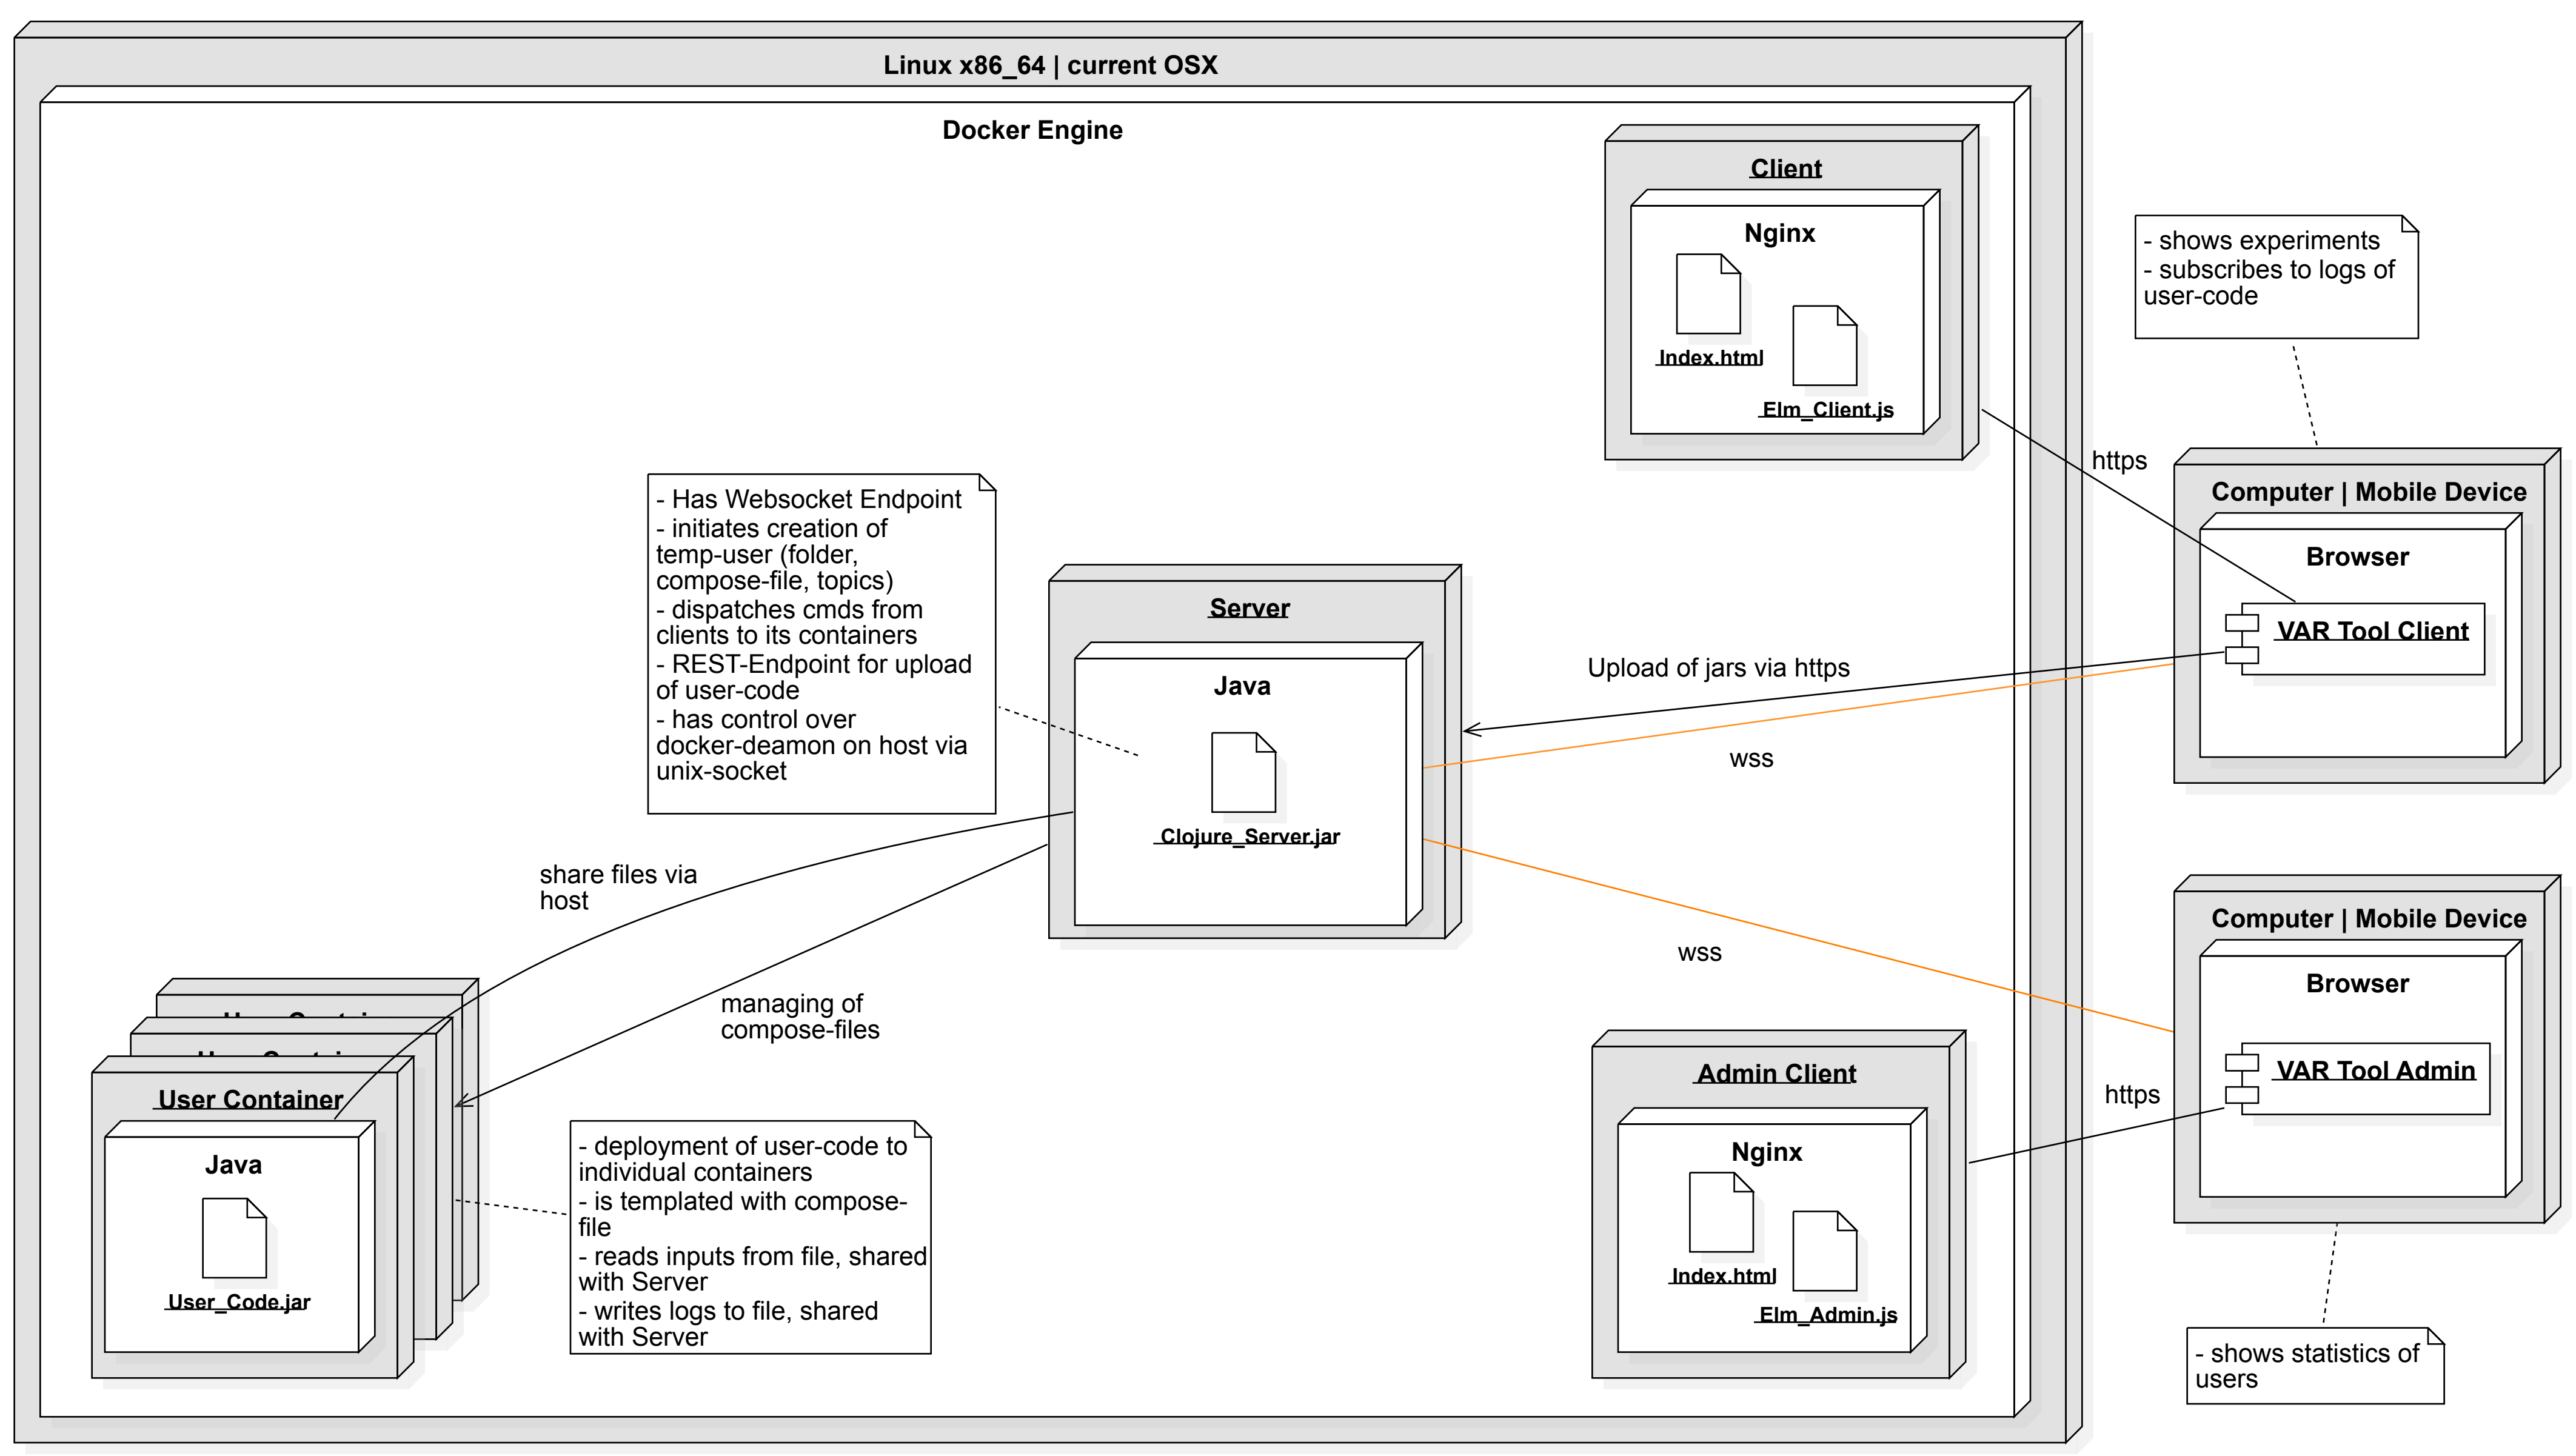 Linux x86_64 | current OSX
Docker Engine
Client
Nginx
Index.html
Elm_Client.js
- shows experiments
- subscribes to logs of
user-code
https
Computer | Mobile Device
Browser
VAR Tool Client
- Has Websocket Endpoint
- initiates creation of
temp-user (folder,
compose-file, topics)
- dispatches cmds from
clients to its containers
- REST-Endpoint for upload
of user-code
- has control over
docker-deamon on host via
unix-socket
Server
Java
Clojure_Server.jar
Upload of jars via https
wss
wss
share files via
host
managing of
compose-files
User Container
Java
User_Code.jar
- deployment of user-code to
individual containers
- is templated with compose-
file
- reads inputs from file, shared
with Server
- writes logs to file, shared
with Server
Admin Client
Nginx
Index.html
Elm_Admin.js
https
Computer | Mobile Device
Browser
VAR Tool Admin
- shows statistics of
users